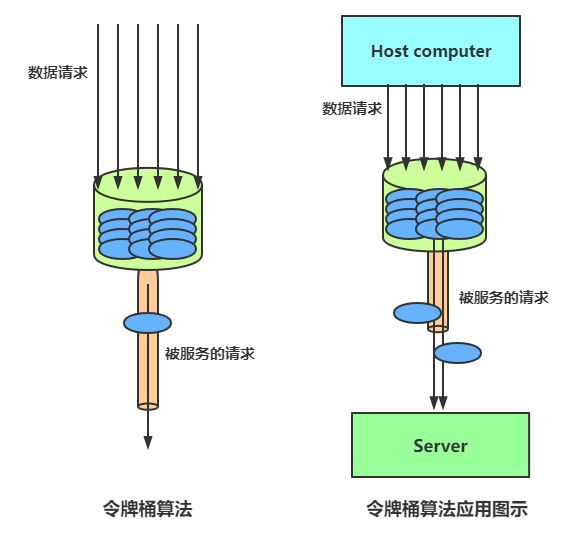 数据请求
被服务的请求
令牌桶算法
Host computer
数据请求
被服务的请求
Server
令牌桶算法应用图示